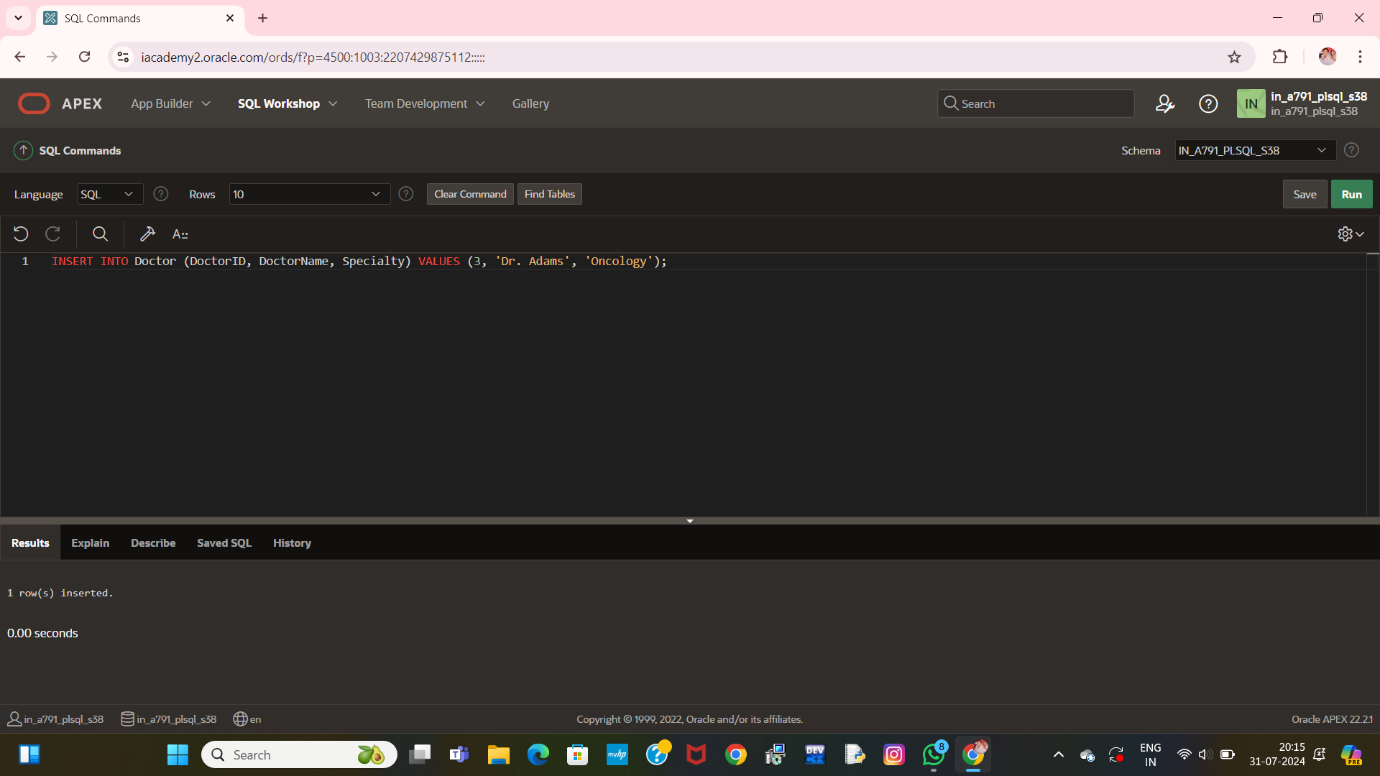 SQL Commands
iacademy2.oracle.com/ords/f?p=4500:1003:2207429875112:::::
APEX App Builder SQL Workshop Team Development Gallery Search IN in_a791_plsql_s38
in_a791_plsql_s38
SQL Commands Schema IN_A791_PLSQL_S38
Language SQL Rows 10 Clear Command Find Tables Save Run
1 INSERT INTO Doctor (DoctorID, DoctorName, Specialty) VALUES (3, 'Dr. Adams', 'Oncology');
Results Explain Describe Saved SQL History
1 row(s) inserted.
0.00 seconds
in_a791_plsql_s38 in_a791_plsql_s38 en Copyright © 1999, 2022, Oracle and/or its affiliates. Oracle APEX 22.2.1
Search myhp DEV 8 ENG 20:15 PRE
IN 31-07-2024